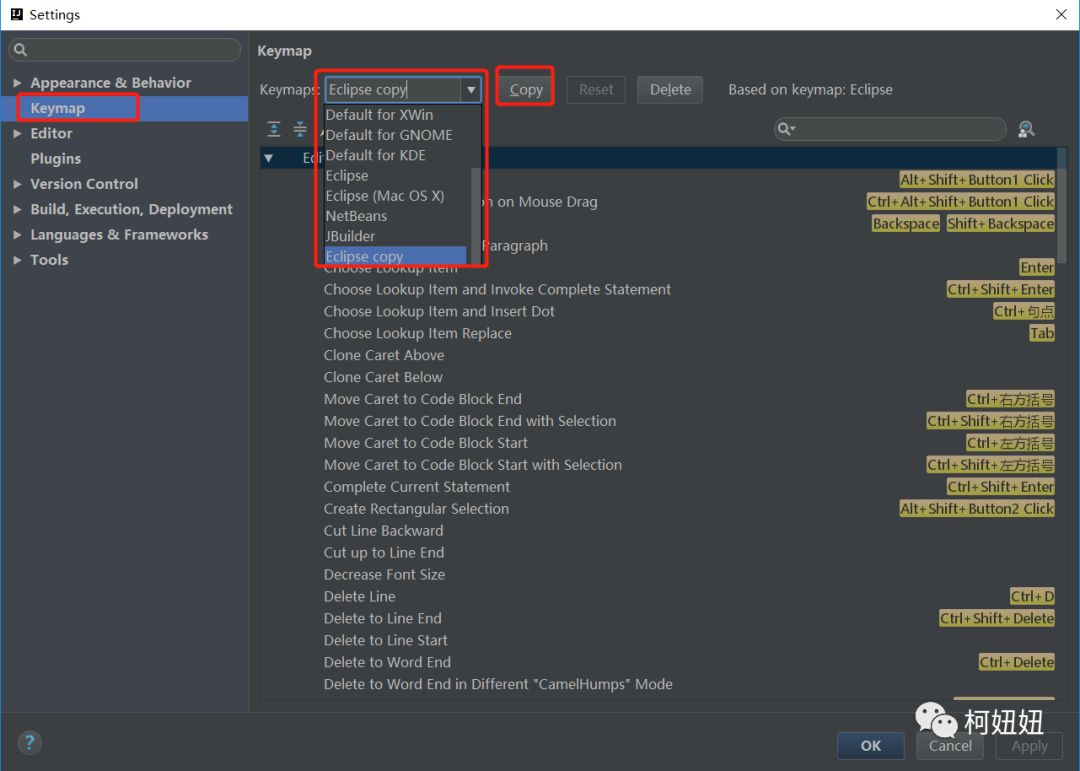 Settings
Keymap
Appearance & Behavior
Keymap
Editor
Plugins
Version Control
Build, Execution, Deployment
Languages & Frameworks
Tools
Keymaps: Eclipse copy Copy Reset Delete Based on keymap: Eclipse
Default for XWin
Default for GNOME
Default for KDE
Eclipse
Eclipse (Mac OS X)
NetBeans
JBuilder
Eclipse copy
Alt+Shift+Button1 Click
on Mouse Drag Ctrl+Alt+Shift+Button1 Click
Backspace Shift+Backspace
Paragraph
Choose Lookup Item Enter
Choose Lookup Item and Invoke Complete Statement Ctrl+Shift+Enter
Choose Lookup Item and Insert Dot Ctrl+句点
Choose Lookup Item Replace Tab
Clone Caret Above
Clone Caret Below
Move Caret to Code Block End Ctrl+右方括号
Move Caret to Code Block End with Selection Ctrl+Shift+右方括号
Move Caret to Code Block Start Ctrl+左方括号
Move Caret to Code Block Start with Selection Ctrl+Shift+左方括号
Complete Current Statement Ctrl+Shift+Enter
Create Rectangular Selection Alt+Shift+Button2 Click
Cut Line Backward
Cut up to Line End
Decrease Font Size
Delete Line Ctrl+D
Delete to Line End Ctrl+Shift+Delete
Delete to Line Start
Delete to Word End Ctrl+Delete
Delete to Word End in Different "CamelHumps" Mode
柯妞妞
? OK Cancel Apply